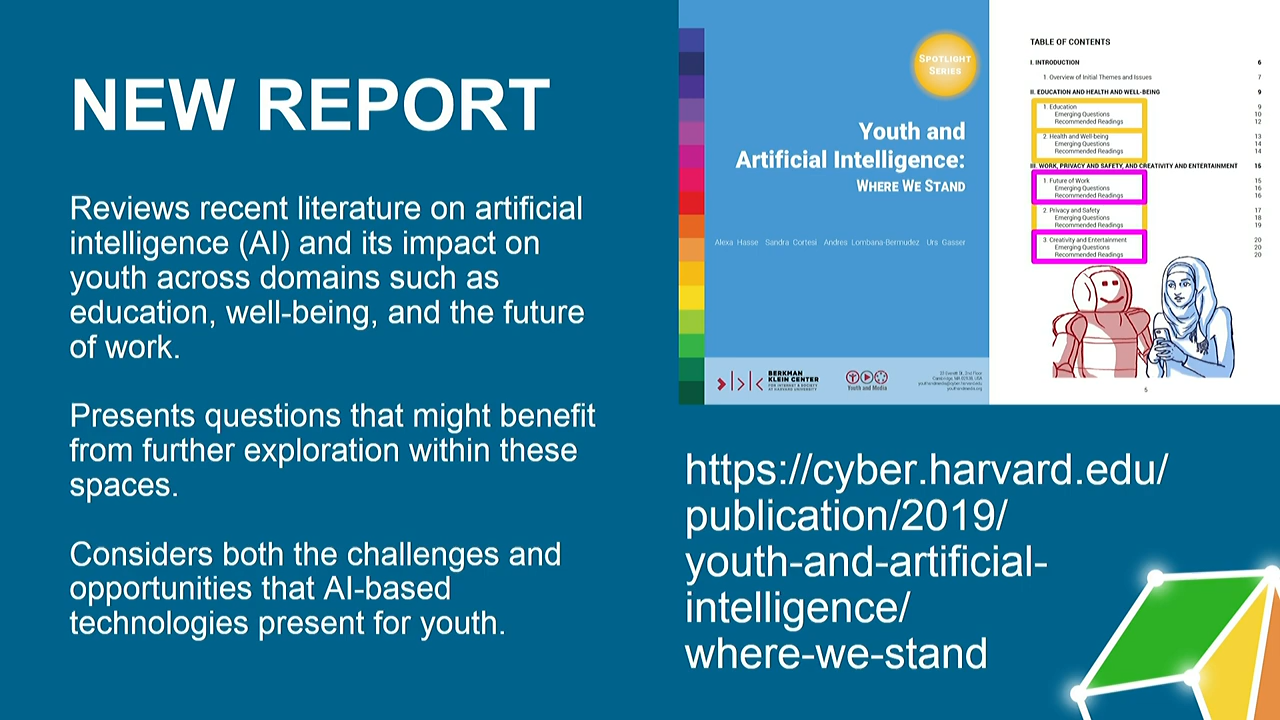 NEW REPORT
Reviews recent literature on artificial
intelligence (AI) and its impact on
youth across domains such as
education, well-being, and the future
of work.
Presents questions that might benefit
from further exploration within these
spaces.
Considers both the challenges and
opportunities that AI-based
technologies present for youth.
SPOTLIGHT
SERIES
Youth and
Artificial Intelligence:
WHERE WE STAND
Alexa Hasse Sandra Cortesi Andres Lombana-Bermudez Urs Gasser
BERKMAN
KLEIN CENTER
FOR INTERNET & SOCIETY
AT HARVARD UNIVERSITY
Youth and Media
TABLE OF CONTENTS
I. INTRODUCTION 6
1. Overview of Initial Themes and Issues 7
II. EDUCATION AND HEALTH AND WELL-BEING 9
1. Education 9
Emerging Questions 10
Recommended Readings 12
2. Health and Well-being 13
Emerging Questions 14
Recommended Readings 14
III. WORK, PRIVACY AND SAFETY, AND CREATIVITY AND ENTERTAINMENT 15
1. Future of Work 15
Emerging Questions 16
Recommended Readings 16
2. Privacy and Safety 17
Emerging Questions 18
Recommended Readings 19
3. Creativity and Entertainment 20
Emerging Questions 20
Recommended Readings 20
5
https://cyber.harvard.edu/
publication/2019/
youth-and-artificial-
intelligence/
where-we-stand